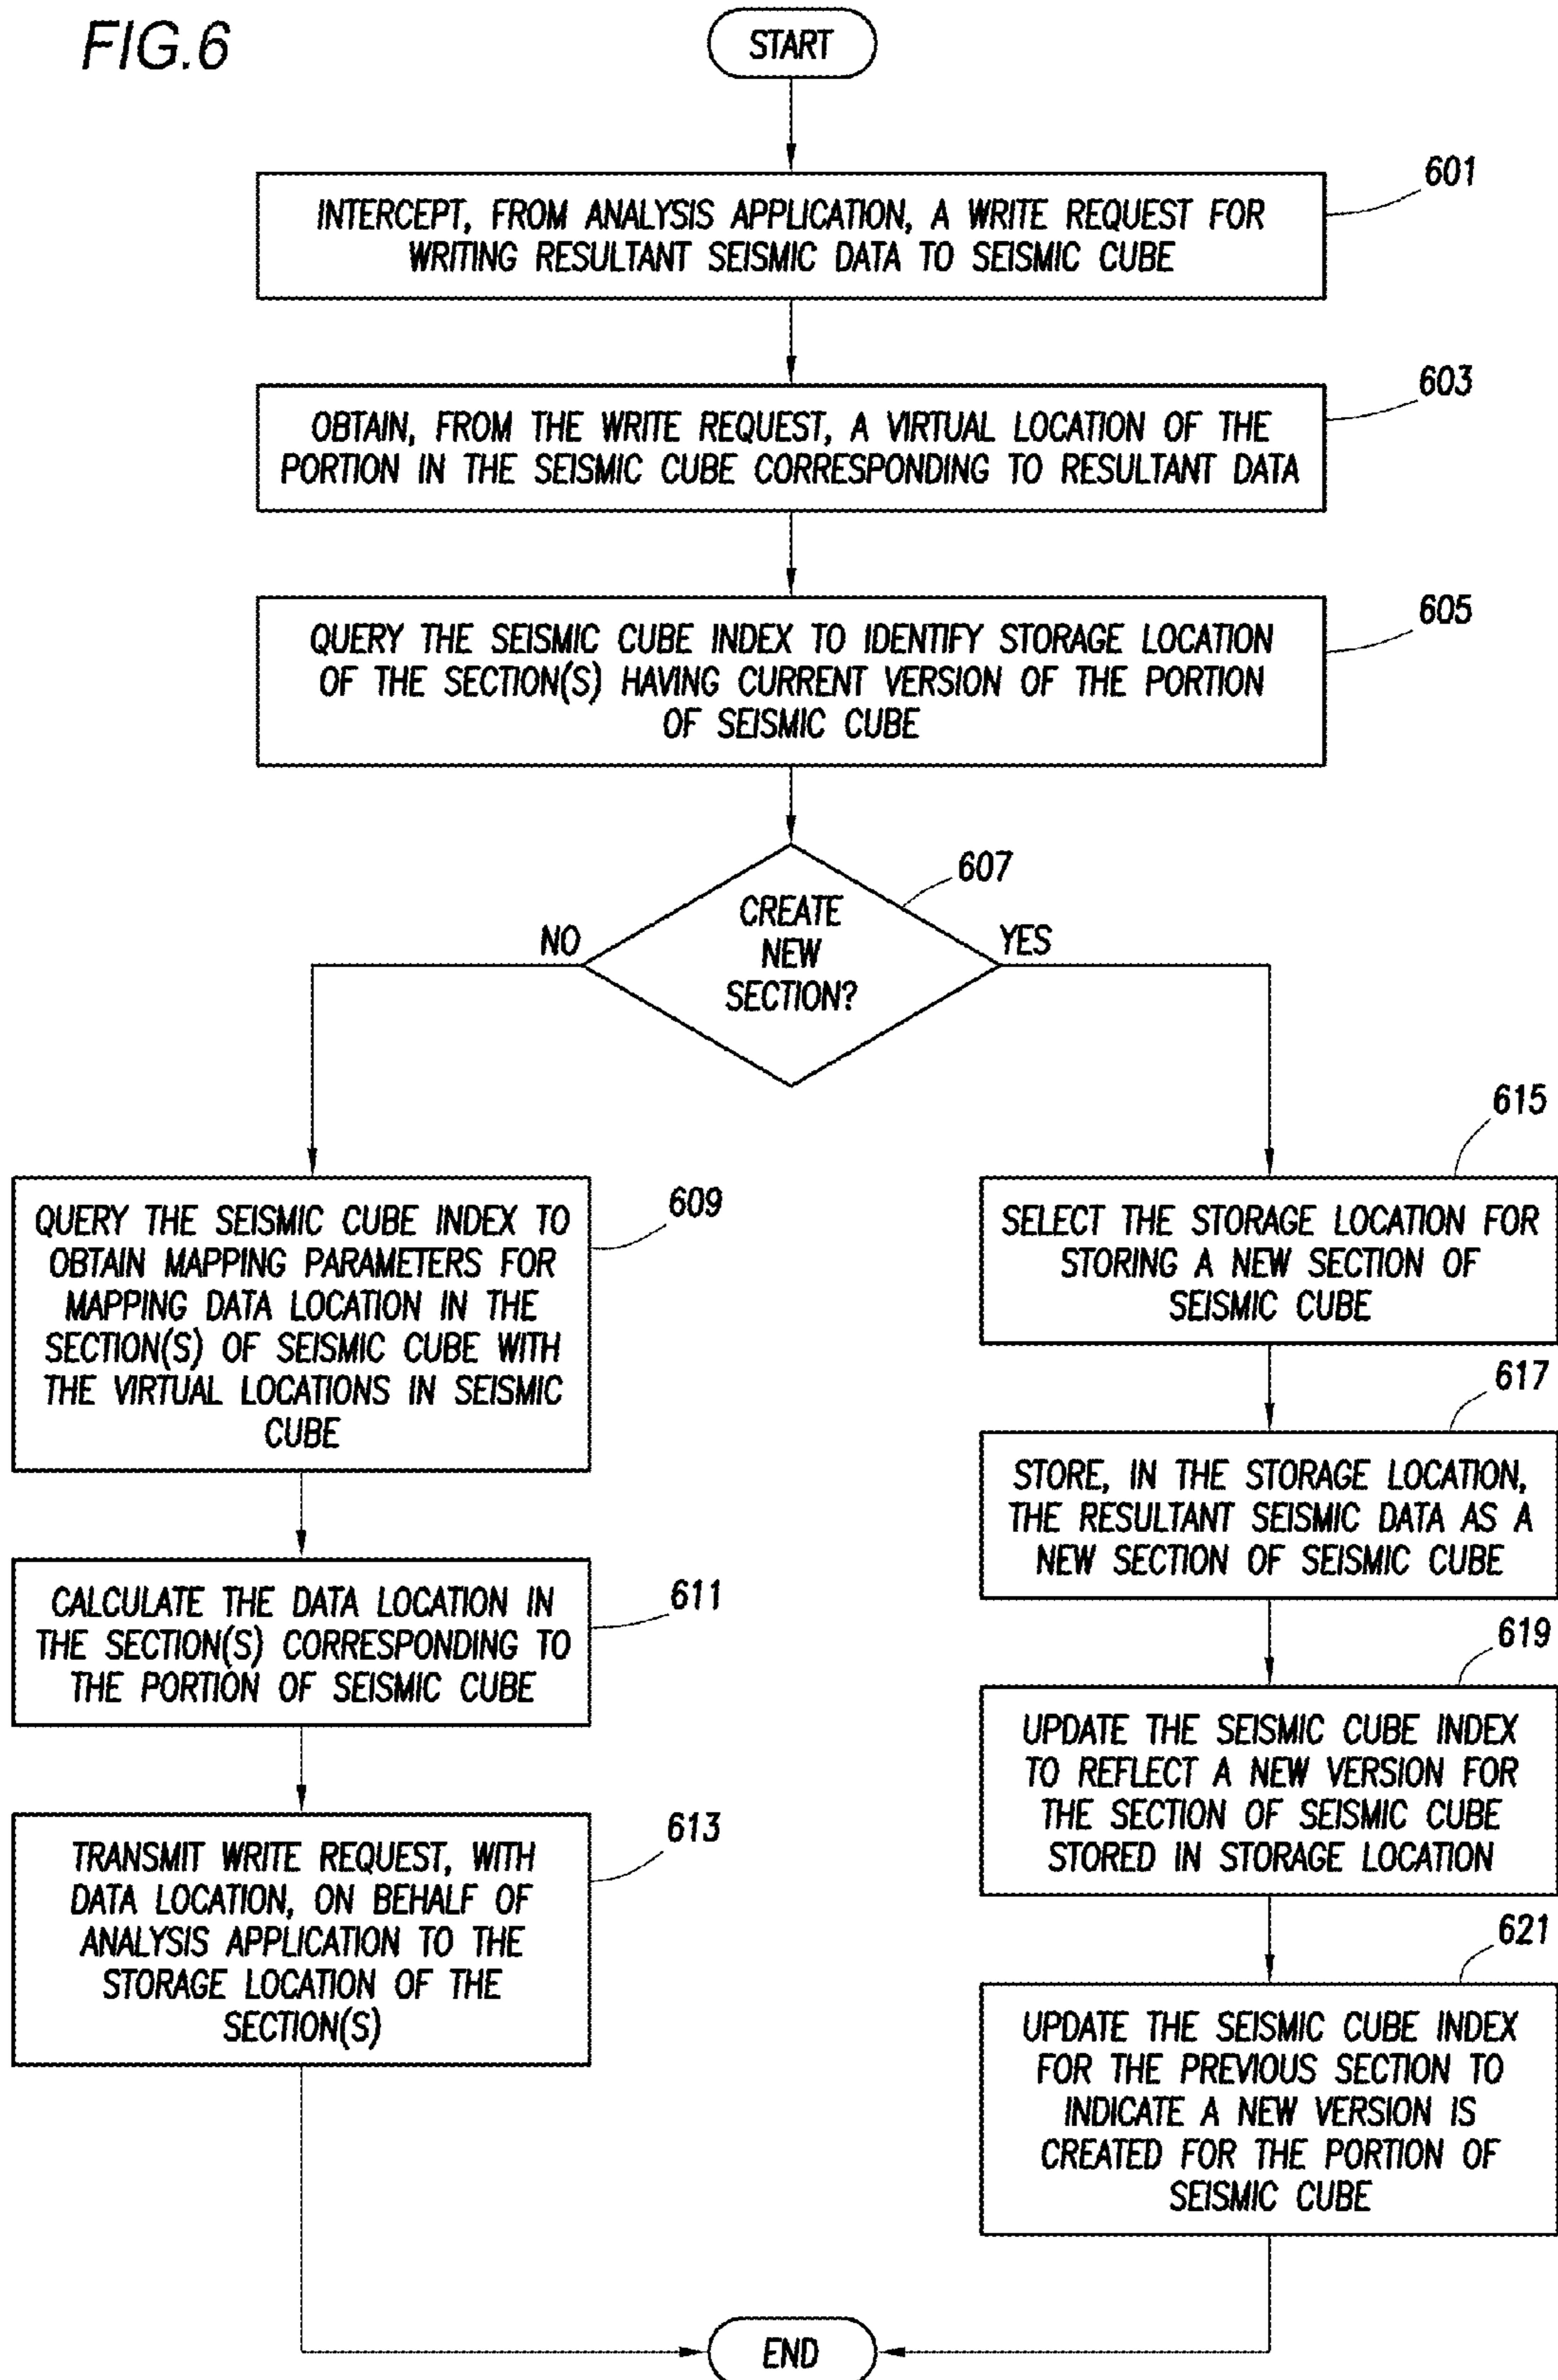 FIG.6
START
601
INTERCEPT, FROM ANALYSIS APPLICATION, A WRITE REQUEST FOR
WRITING RESULTANT SEISMIC DATA TO SEISMIC CUBE
603
OBTAIN, FROM THE WRITE REQUEST, A VIRTUAL LOCATION OF THE
PORTION IN THE SEISMIC CUBE CORRESPONDING TO RESULTANT DATA
605
QUERY THE SEISMIC CUBE INDEX TO IDENTIFY STORAGE LOCATION
OF THE SECTION(S) HAVING CURRENT VERSION OF THE PORTION
OF SEISMIC CUBE
607
CREATE
NEW
SECTION?
NO
YES
609
QUERY THE SEISMIC CUBE INDEX TO
OBTAIN MAPPING PARAMETERS FOR
MAPPING DATA LOCATION IN THE
SECTION(S) OF SEISMIC CUBE WITH
THE VIRTUAL LOCATIONS IN SEISMIC
CUBE
611
CALCULATE THE DATA LOCATION IN
THE SECTION(S) CORRESPONDING TO
THE PORTION OF SEISMIC CUBE
613
TRANSMIT WRITE REQUEST, WITH
DATA LOCATION, ON BEHALF OF
ANALYSIS APPLICATION TO THE
STORAGE LOCATION OF THE
SECTION(S)
615
SELECT THE STORAGE LOCATION FOR
STORING A NEW SECTION OF
SEISMIC CUBE
617
STORE, IN THE STORAGE LOCATION,
THE RESULTANT SEISMIC DATA AS A
NEW SECTION OF SEISMIC CUBE
619
UPDATE THE SEISMIC CUBE INDEX
TO REFLECT A NEW VERSION FOR
THE SECTION OF SEISMIC CUBE
STORED IN STORAGE LOCATION
621
UPDATE THE SEISMIC CUBE INDEX
FOR THE PREVIOUS SECTION TO
INDICATE A NEW VERSION IS
CREATED FOR THE PORTION OF
SEISMIC CUBE
END